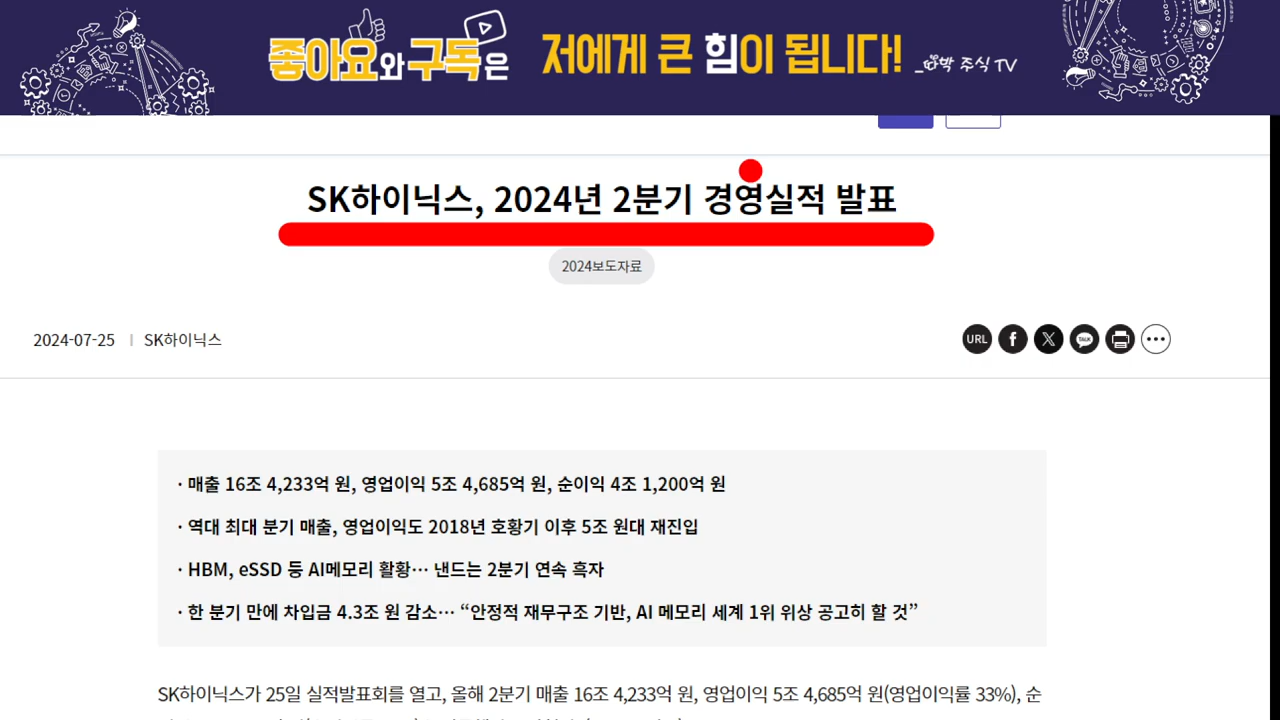 좋아요와 구독은 저에게 큰 힘이 됩니다!
박 주식 TV
SK하이닉스, 2024년 2분기 경영실적 발표
2024보도자료
2024-07-25 SK하이닉스
URL
TALK
· 매출 16조 4,233억 원, 영업이익 5조 4,685억 원, 순이익 4조 1,200억 원
· 역대 최대 분기 매출, 영업이익도 2018년 호황기 이후 5조 원대 재진입
· HBM, eSSD 등 AI메모리 활황… 낸드는 2분기 연속 흑자
· 한 분기 만에 차입금 4.3조 원 감소… “안정적 재무구조 기반, AI 메모리 세계 1위 위상 공고히 할 것”
SK하이닉스가 25일 실적발표회를 열고, 올해 2분기 매출 16조 4,233억 원, 영업이익 5조 4,685억 원(영업이익률 33%), 순